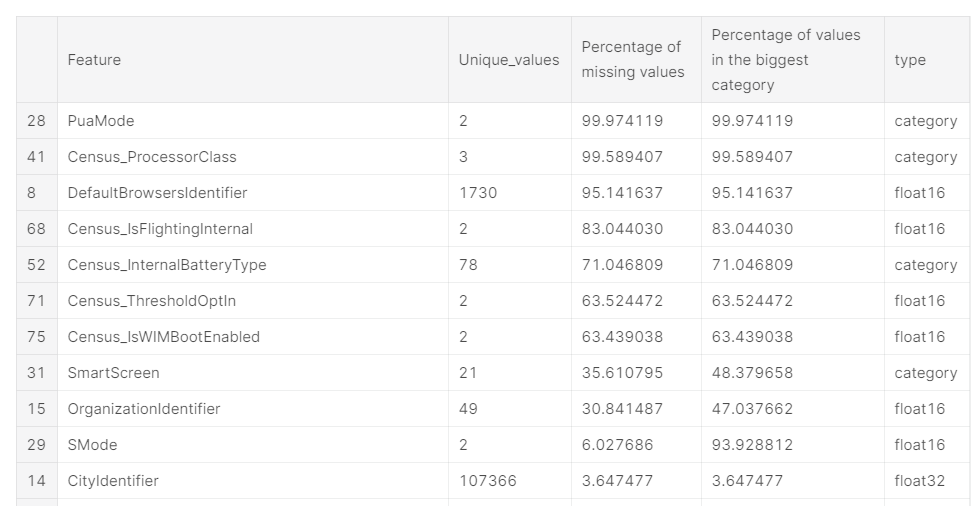 Feature Unique_values Percentage of missing values Percentage of values in the biggest category type
28 PuaMode 2 99.974119 99.974119 category
41 Census_ProcessorClass 3 99.589407 99.589407 category
8 DefaultBrowsersIdentifier 1730 95.141637 95.141637 float16
68 Census_IsFlightingInternal 2 83.044030 83.044030 float16
52 Census_InternalBatteryType 78 71.046809 71.046809 category
71 Census_ThresholdOptIn 2 63.524472 63.524472 float16
75 Census_IsWIMBootEnabled 2 63.439038 63.439038 float16
31 SmartScreen 21 35.610795 48.379658 category
15 OrganizationIdentifier 49 30.841487 47.037662 float16
29 SMode 2 6.027686 93.928812 float16
14 CityIdentifier 107366 3.647477 3.647477 float32